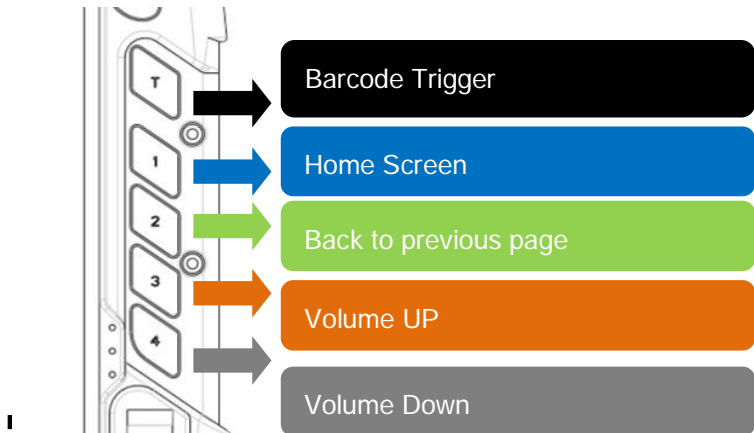 T
Barcode Trigger
1
Home Screen
2
Back to previous page
3
Volume UP
4
Volume Down